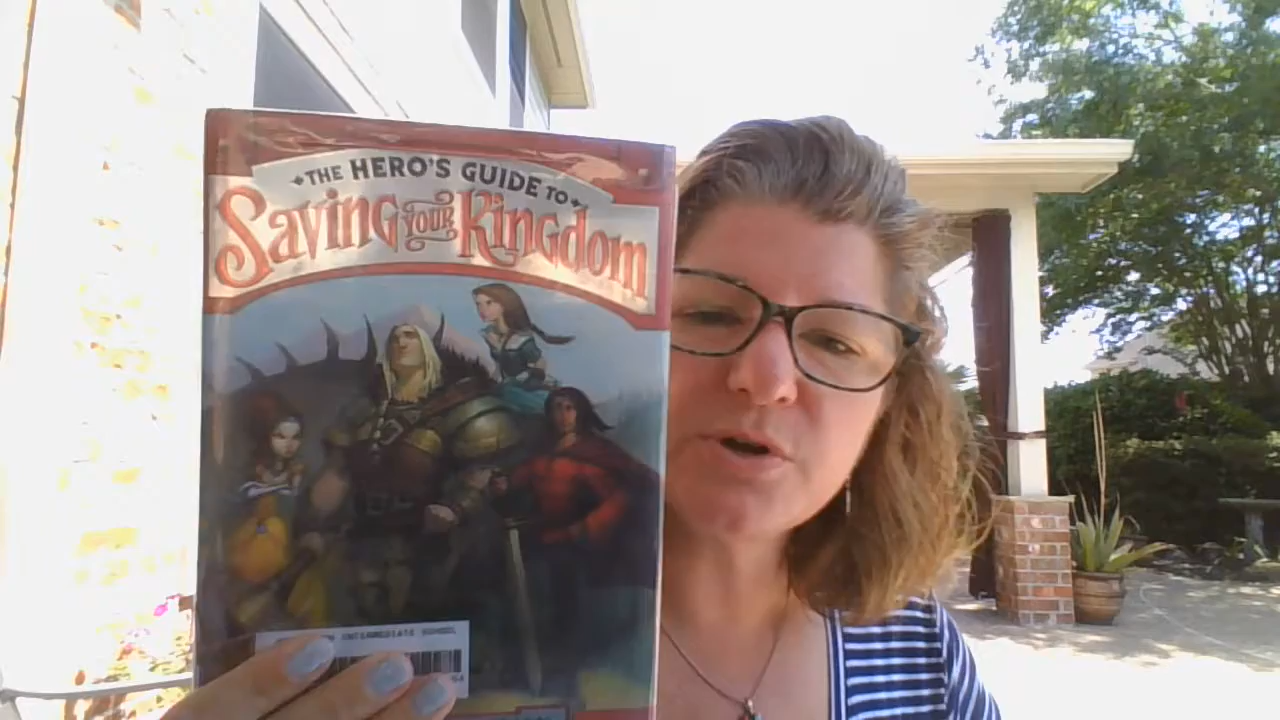 THE HERO'S GUIDE TO
Saving YOUR Kingdom
INTERMEDIATE SCHOOL